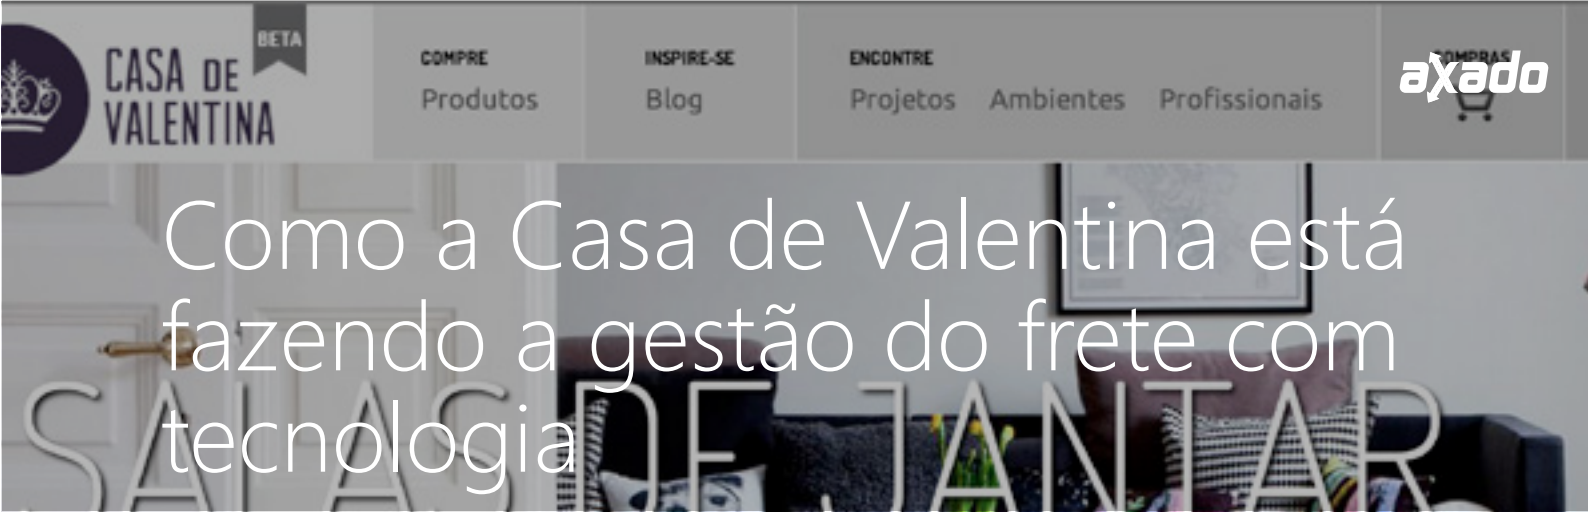 BETA
CASA DE
VALENTINA
COMPRE
Produtos
INSPIRE-SE
Blog
ENCONTRE
Projetos Ambientes Profissionais
COMPRAS
axado
Como a Casa de Valentina está
fazendo a gestão do frete com
tecnologia
SALAS DE JANTAR